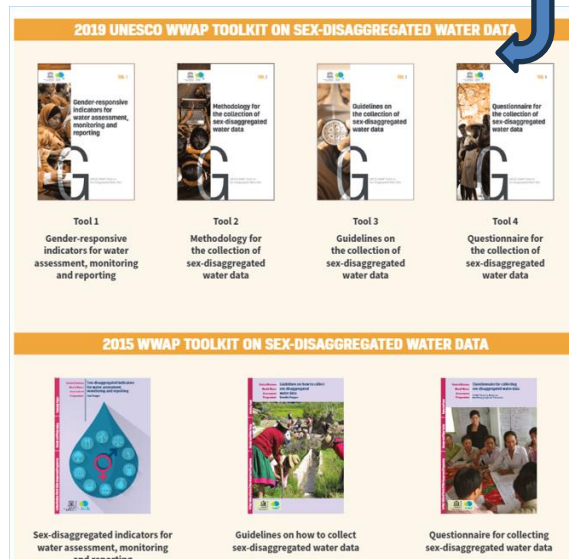 2019 UNESCO WWAP TOOLKIT ON SEX-DISAGGREGATED WATER DATA
TOOL 1
Gender-responsive
indicators for
water assessment,
monitoring and
reporting
G
Methodology for
the collection of
sex-disaggregated
water data
G
Guidelines on
the collection of
sex-disaggregated
water data
G
Questionnaire for
the collection of
sex-disaggregated
water data
G
Tool 1
Gender-responsive
indicators for water
assessment, monitoring
and reporting
Tool 2
Methodology for
the collection of
sex-disaggregated
water data
Tool 3
Guidelines on
the collection of
sex-disaggregated
water data
Tool 4
Questionnaire for
the collection of
sex-disaggregated
water data
2015 WWAP TOOLKIT ON SEX-DISAGGREGATED WATER DATA
Sex-disaggregated indicators
for water assessment,
monitoring and reporting
Guidelines on how to collect
sex-disaggregated
water data
Questionnaire for collecting
sex-disaggregated water data
Sex-disaggregated indicators for
water assessment, monitoring
and reporting
Guidelines on how to collect
sex-disaggregated water data
Questionnaire for collecting
sex-disaggregated water data